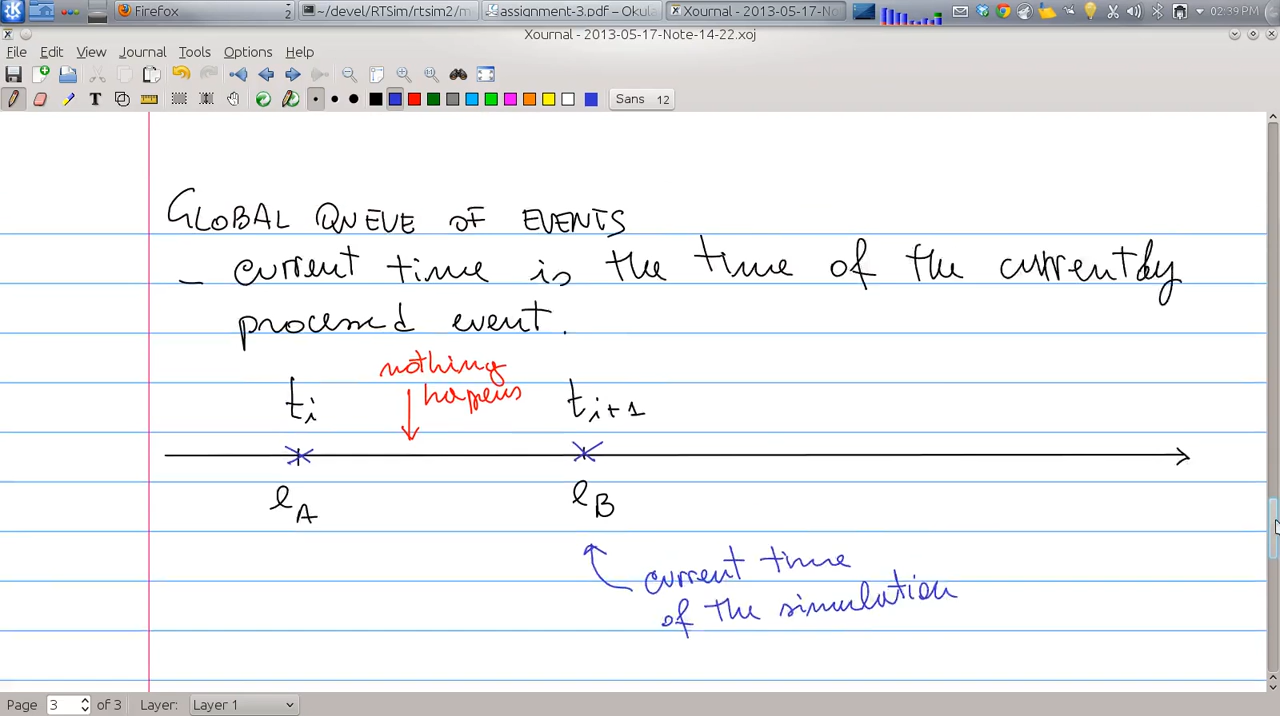 Firefox
2
~/devel/RTSim/rtsim2/m
assignment-3.pdf – Okula
Xournal - 2013-05-17-No
02:39 PM
Xournal - 2013-05-17-Note-14-22.xoj
File Edit View Journal Tools Options Help
Sans 12
GLOBAL QUEUE OF EVENTS
- current time is the time of the currently
processed event.
nothing
happens
ti ti+1
eA eB
current time
of the simulation
Page 3 of 3 Layer: Layer 1